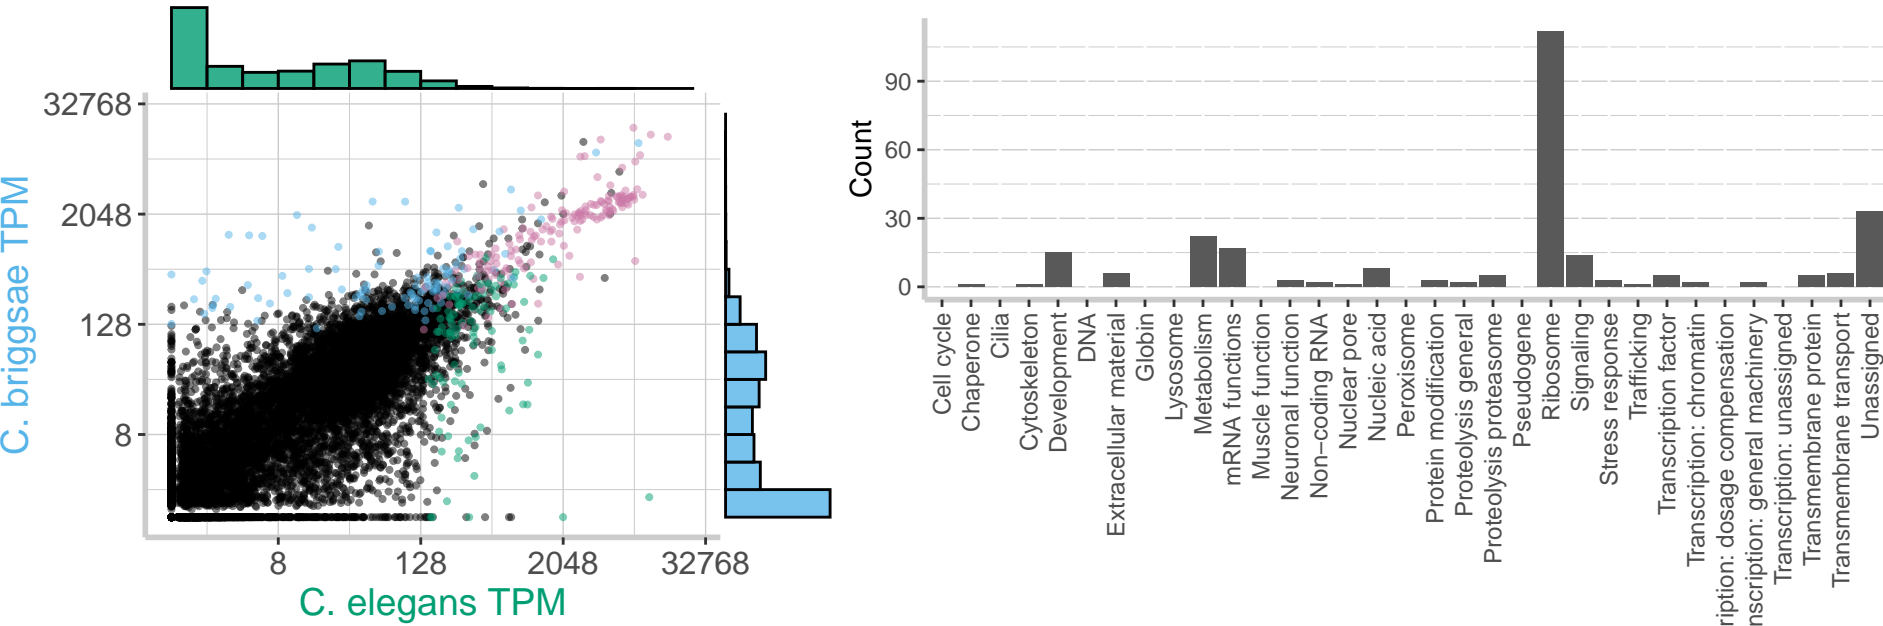 32768
2048
128
8
C. briggsae TPM
8
128
2048
32768
C. elegans TPM
Count
90
60
30
0
Cell cycle
Chaperone
Cilia
Cytoskeleton
Development
DNA
Extracellular material
Globin
Lysosome
Metabolism
mRNA functions
Muscle function
Neuronal function
Non−coding RNA
Nuclear pore
Nucleic acid
Peroxisome
Protein modification
Proteolysis general
Proteolysis proteasome
Pseudogene
Ribosome
Signaling
Stress response
Trafficking
Transcription factor
Transcription: chromatin
ription: dosage compensation
nscription: general machinery
Transcription: unassigned
Transmembrane protein
Transmembrane transport
Unassigned